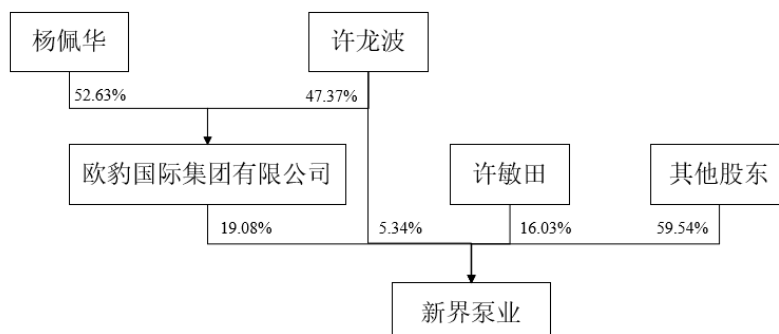 杨佩华
许龙波
52.63%
47.37%
欧豹国际集团有限公司
许敏田
其他股东
19.08%
5.34%
16.03%
59.54%
新界泵业